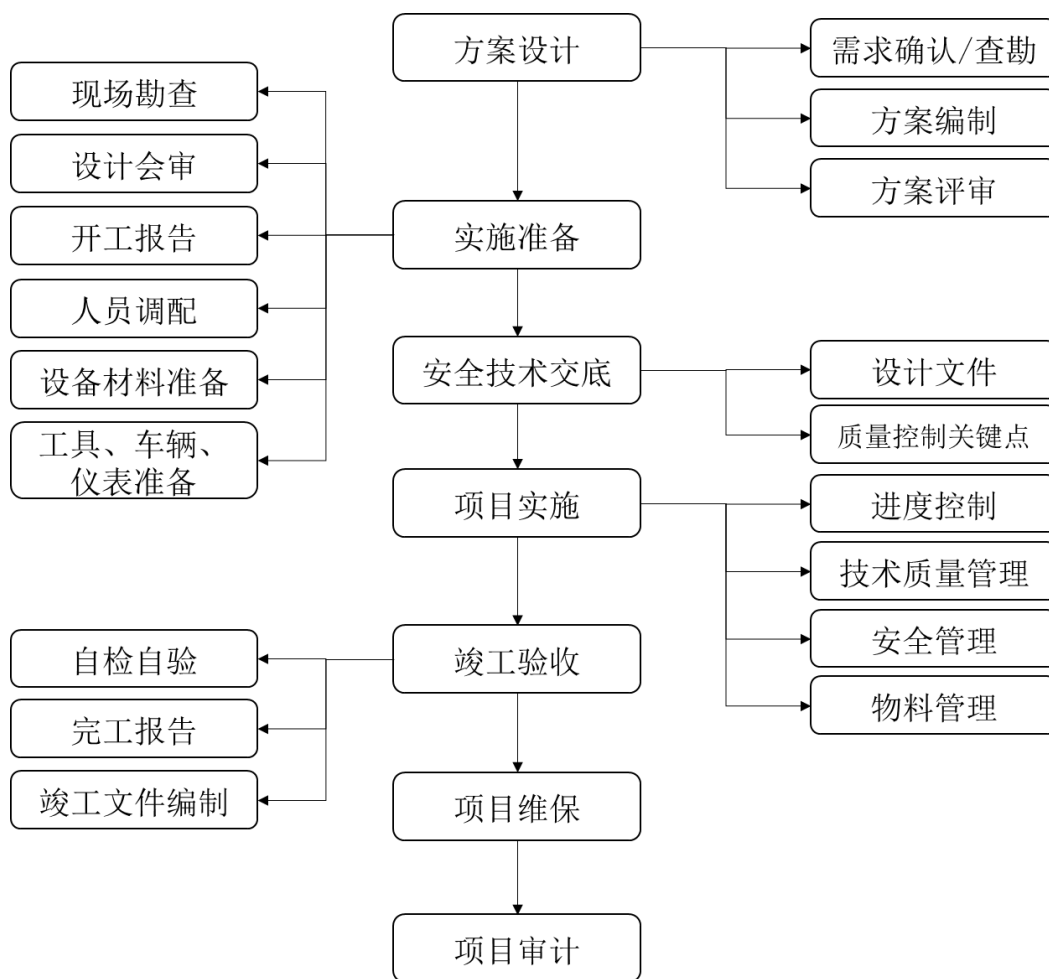 方案设计
需求确认/查勘
方案编制
方案评审
现场勘查
设计会审
开工报告
人员调配
设备材料准备
工具、车辆、
仪表准备
实施准备
安全技术交底
设计文件
质量控制关键点
项目实施
进度控制
技术质量管理
安全管理
物料管理
竣工验收
自检自验
完工报告
竣工文件编制
项目维保
项目审计